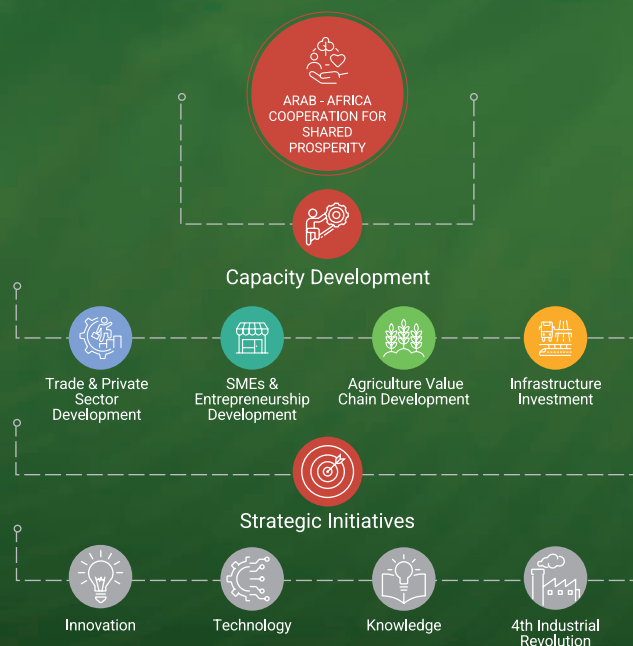 ARAB - AFRICA
COOPERATION FOR
SHARED
PROSPERITY
Capacity Development
Trade & Private
Sector
Development
SMEs &
Entrepreneurship
Development
Agriculture Value
Chain Development
Infrastructure
Investment
Strategic Initiatives
Innovation
Technology
Knowledge
4th Industrial
Revolution